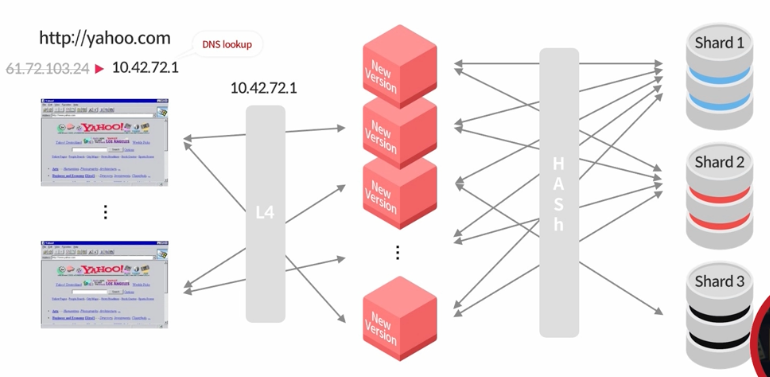 http://yahoo.com
DNS lookup
61.72.103.24 ▶ 10.42.72.1
10.42.72.1
YAHOO!
YAHOO!
L4
New
Version
New
Version
New
Version
New
Version
HASh
Shard 1
Shard 2
Shard 3